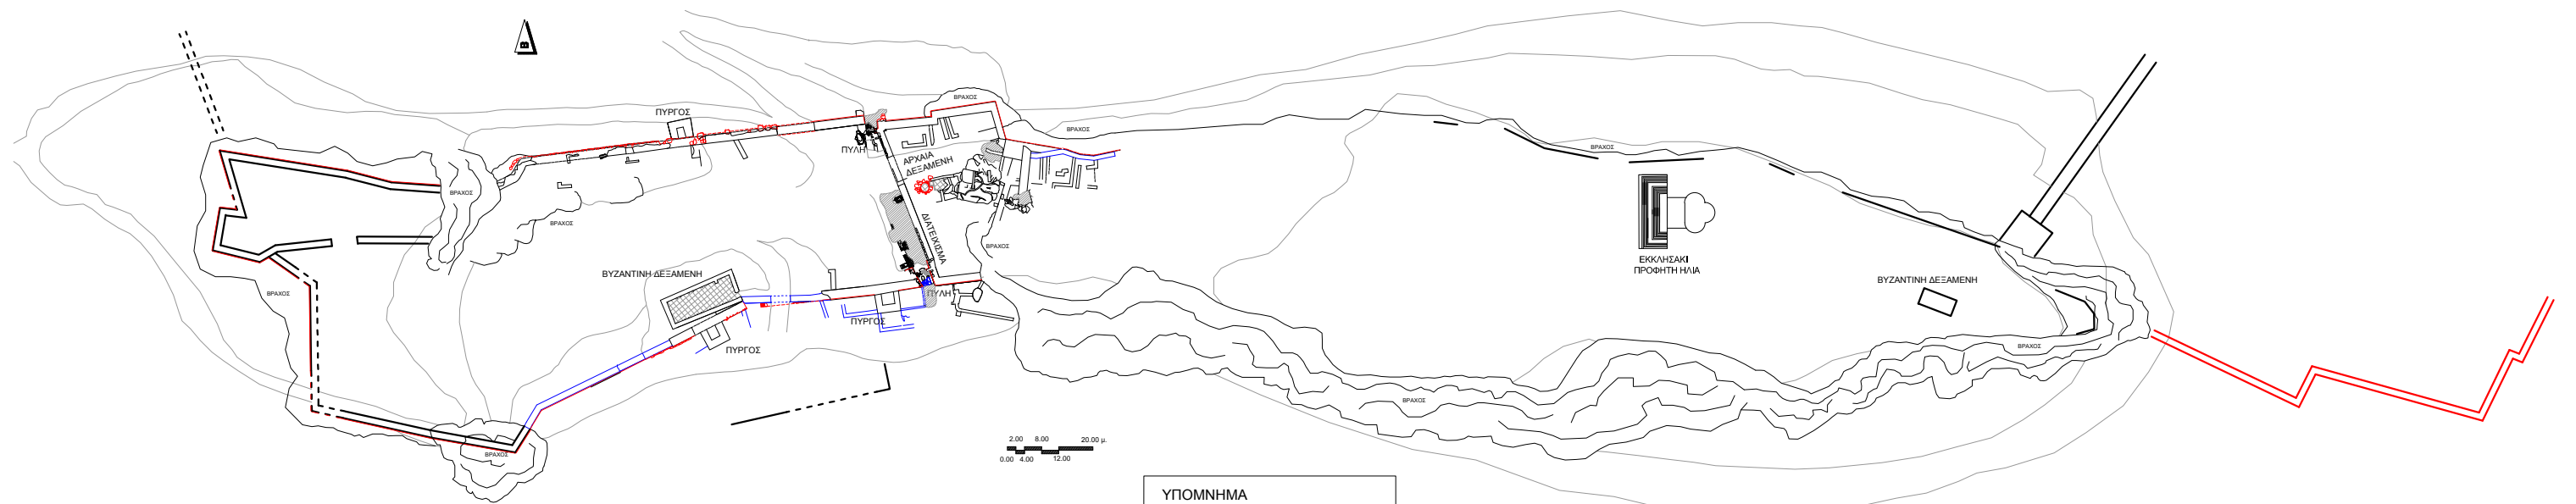 Β
ΒΡΑΧΟΣ
ΠΥΡΓΟΣ
ΒΡΑΧΟΣ
ΠΥΛΗ
ΑΡΧΑΙΑ
ΔΕΞΑΜΕΝΗ
ΒΡΑΧΟΣ
ΒΡΑΧΟΣ
ΒΡΑΧΟΣ
ΔΙΑΤΕΙΧΙΣΜΑ
ΒΡΑΧΟΣ
ΒΡΑΧΟΣ
ΕΚΚΛΗΣΑΚΙ
ΠΡΟΦΗΤΗ ΗΛΙΑ
ΒΥΖΑΝΤΙΝΗ ΔΕΞΑΜΕΝΗ
ΒΥΖΑΝΤΙΝΗ ΔΕΞΑΜΕΝΗ
ΠΥΛΗ
ΒΡΑΧΟΣ
ΠΥΡΓΟΣ
ΠΥΡΓΟΣ
ΒΡΑΧΟΣ
ΒΡΑΧΟΣ
ΒΡΑΧΟΣ
2.00 8.00 20.00 μ.
0.00 4.00 12.00
ΥΠΟΜΝΗΜΑ